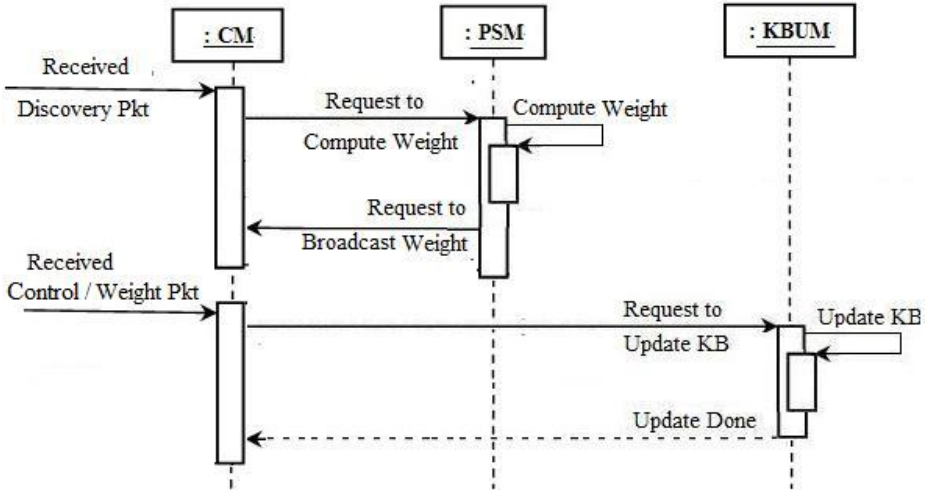 : CM
: PSM
: KBUM
Received
Discovery Pkt
Request to
Compute Weight
Compute Weight
Request to
Broadcast Weight
Received
Control / Weight Pkt
Request to
Update KB
Update KB
Update Done